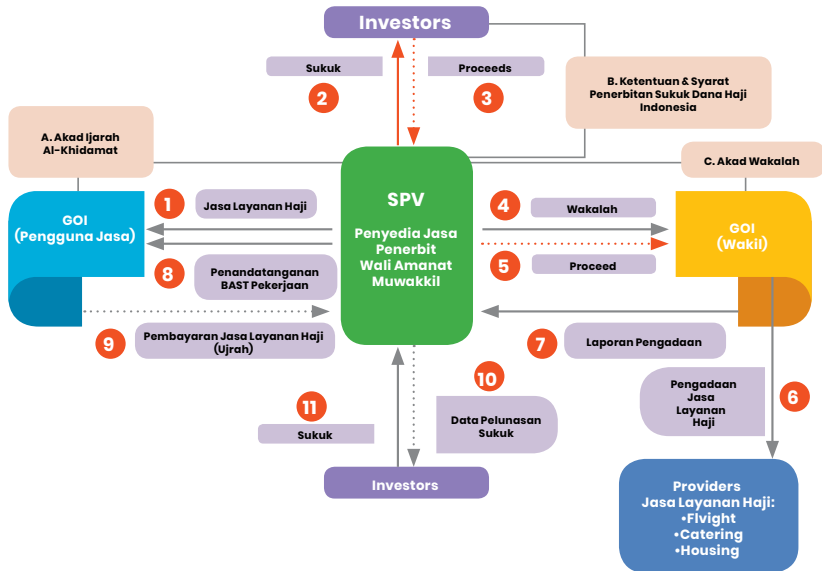 Investors
Sukuk
2
Proceeds
3
B. Ketentuan & Syarat
Penerbitan Sukuk Dana Haji
Indonesia
A. Akad Ijarah
Al-Khidamat
C. Akad Wakalah
GOI
(Pengguna Jasa)
1
Jasa Layanan Haji
8
Penandatanganan
BAST Pekerjaan
9
Pembayaran Jasa Layanan Haji
(Ujrah)
SPV
Penyedia Jasa
Penerbit
Wali Amanat
Muwakkil
4
Wakalah
5
Proceed
GOI
(Wakil)
7
Laporan Pengadaan
Pengadaan
Jasa
Layanan
Haji
6
11
Sukuk
10
Data Pelunasan
Sukuk
Investors
Providers
Jasa Layanan Haji:
•Flvight
•Catering
•Housing